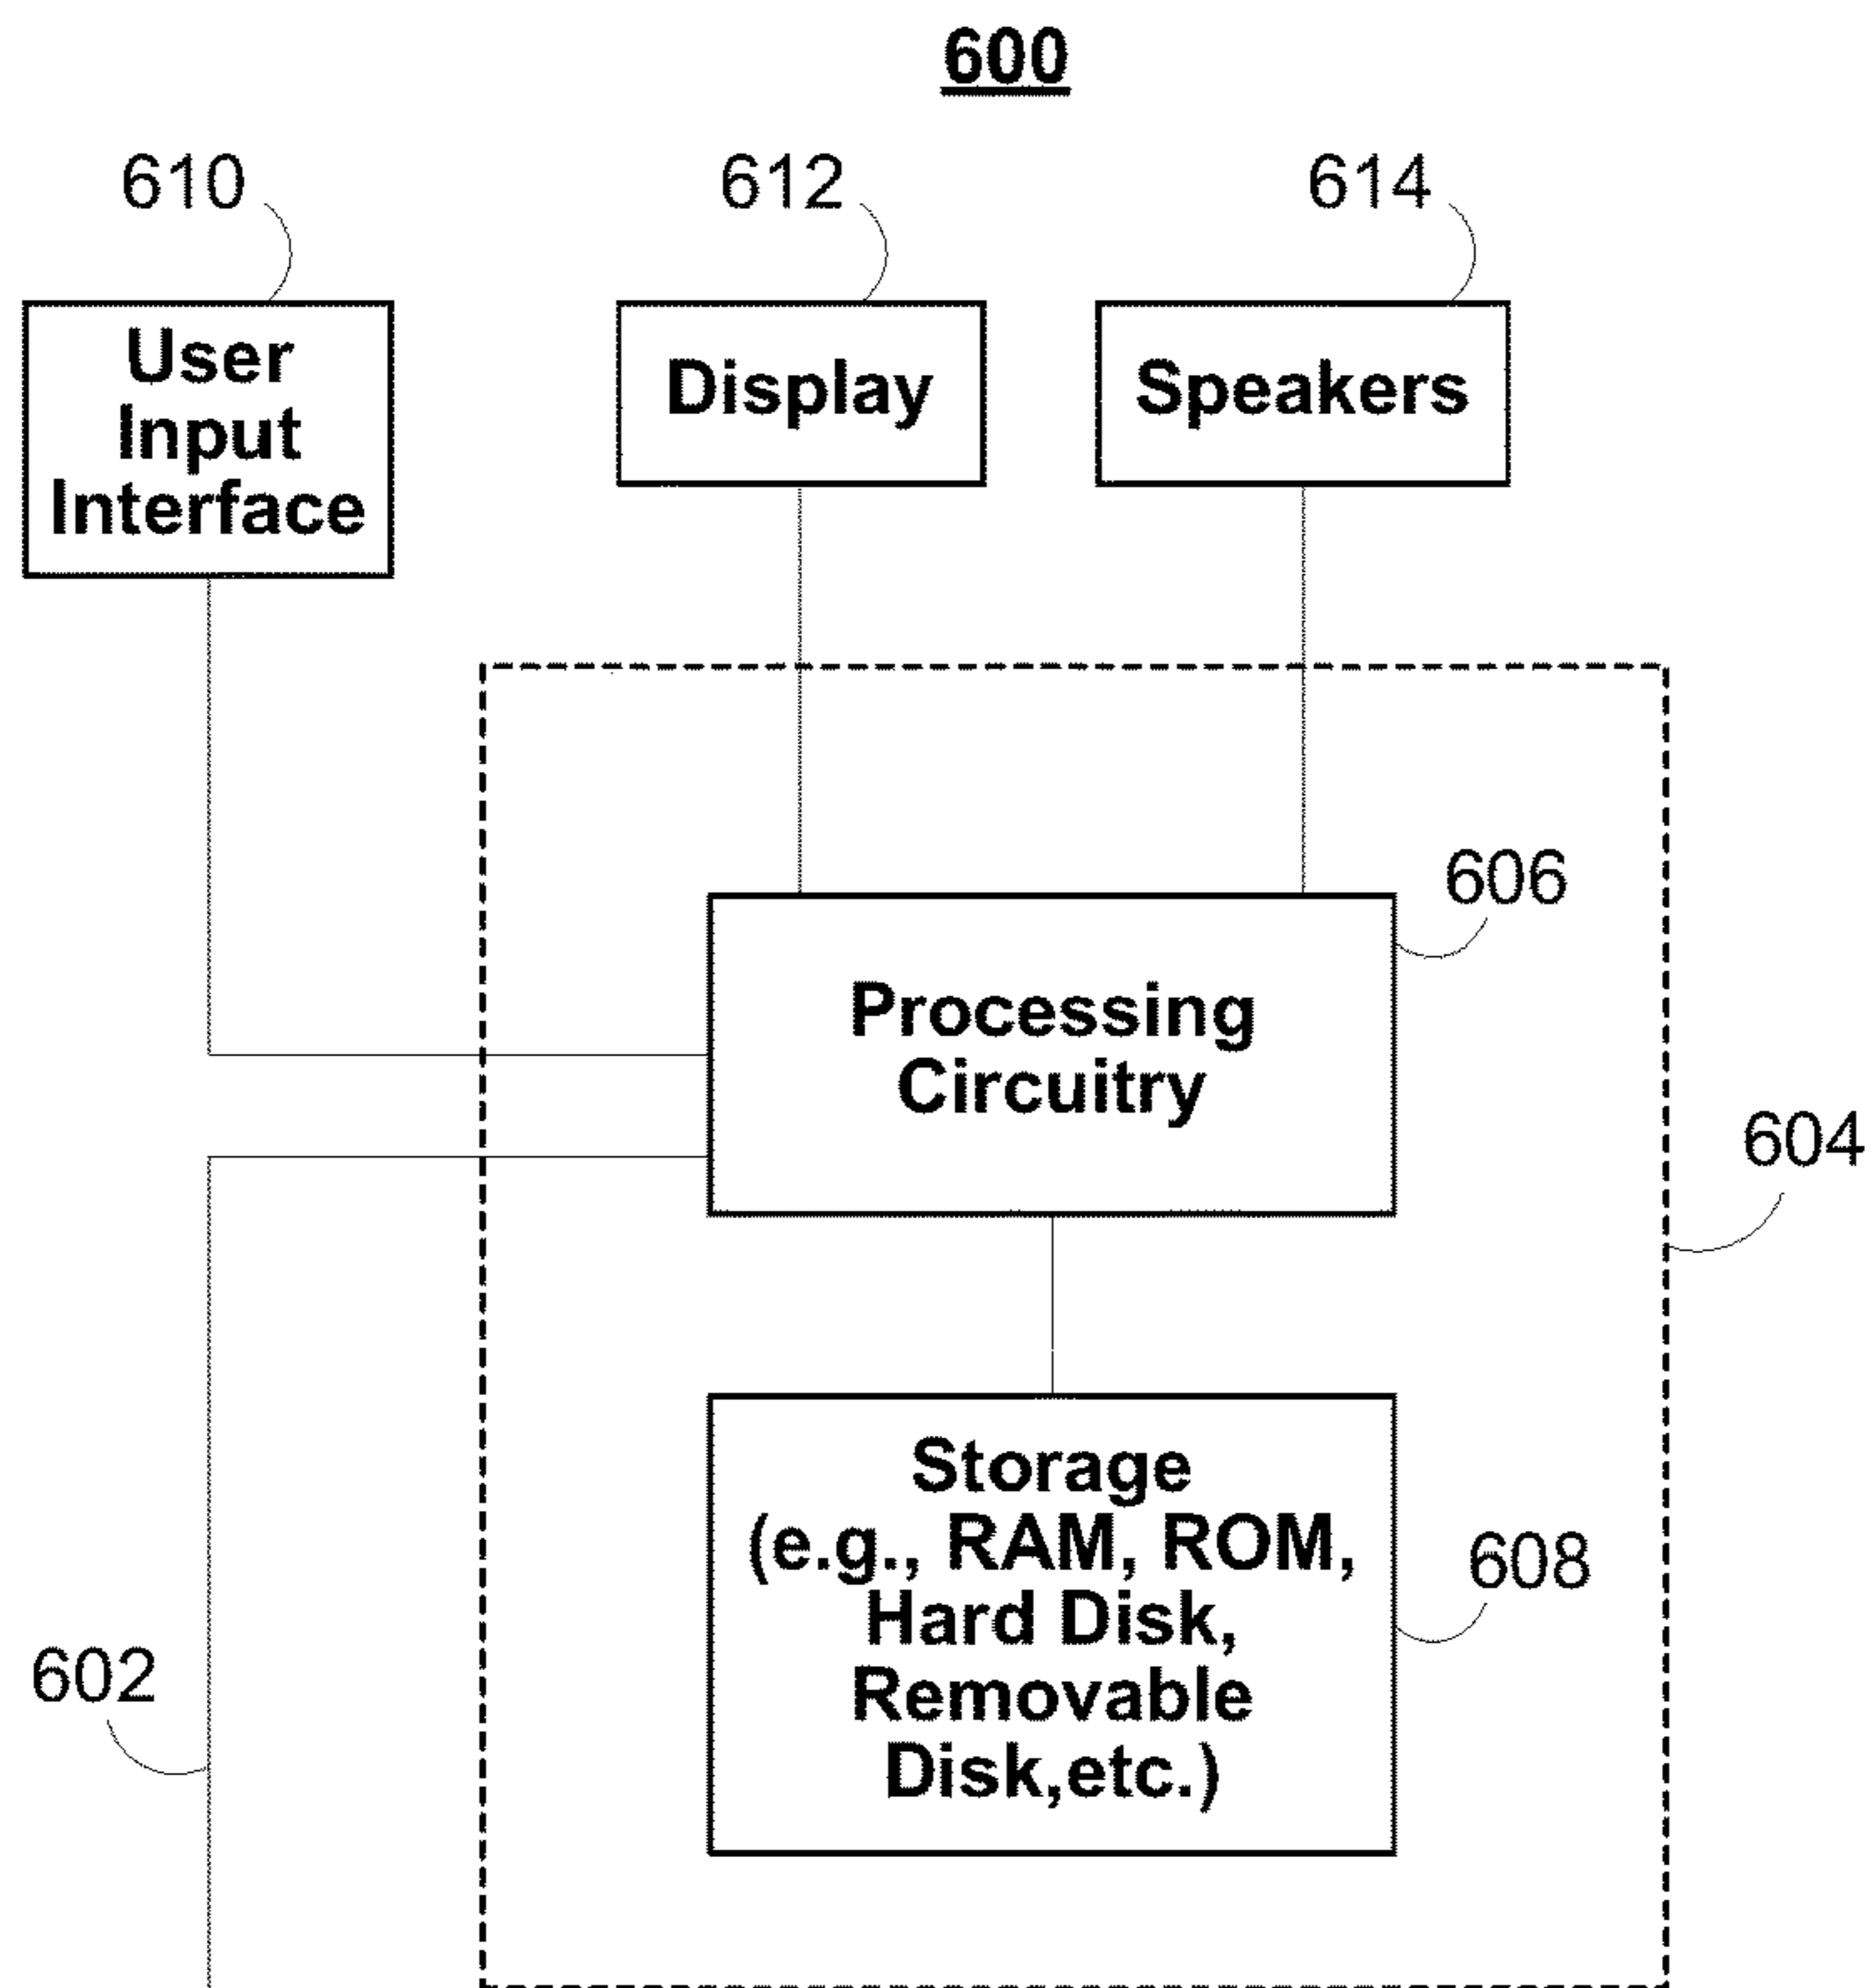 600
610
612
614
User
Input
Interface
Display
Speakers
606
Processing
Circuitry
604
Storage
(e.g., RAM, ROM,
Hard Disk,
Removable
Disk,etc.)
608
602